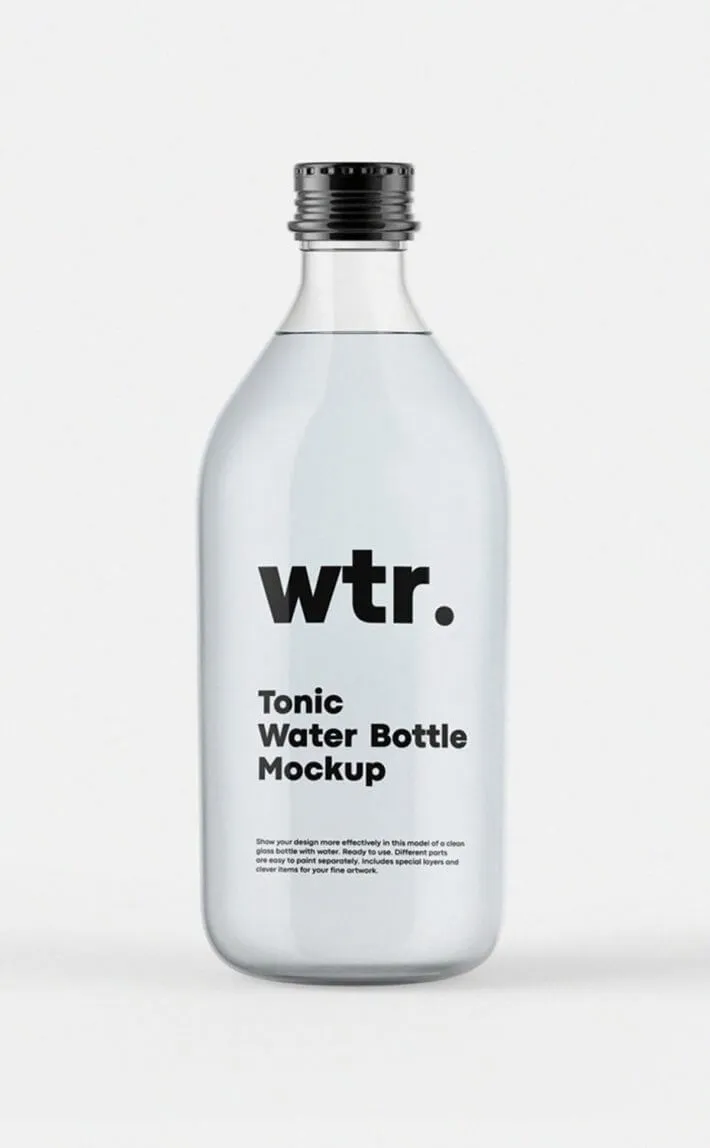 wtr.
Tonic
Water Bottle
Mockup
Show your design more effectively in this model of a clean
glass bottle with water. Ready to use. Different parts
are easy to paint separately. Includes special layers and
clever items for your fine artwork.